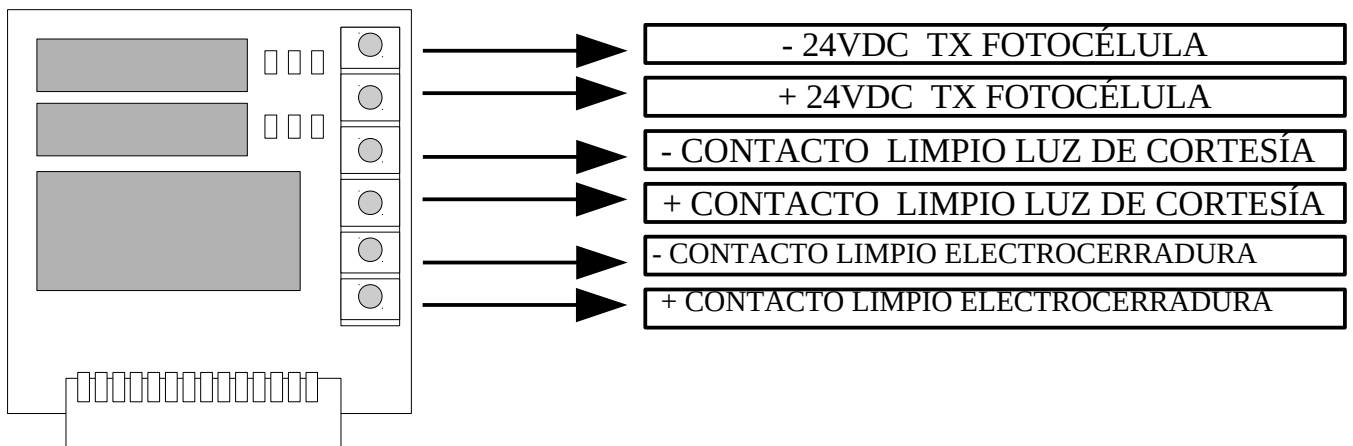 - 24VDC TX FOTOCÉLULA
+ 24VDC TX FOTOCÉLULA
- CONTACTO LIMPIO LUZ DE CORTESÍA
+ CONTACTO LIMPIO LUZ DE CORTESÍA
- CONTACTO LIMPIO ELECTROCERRADURA
+ CONTACTO LIMPIO ELECTROCERRADURA